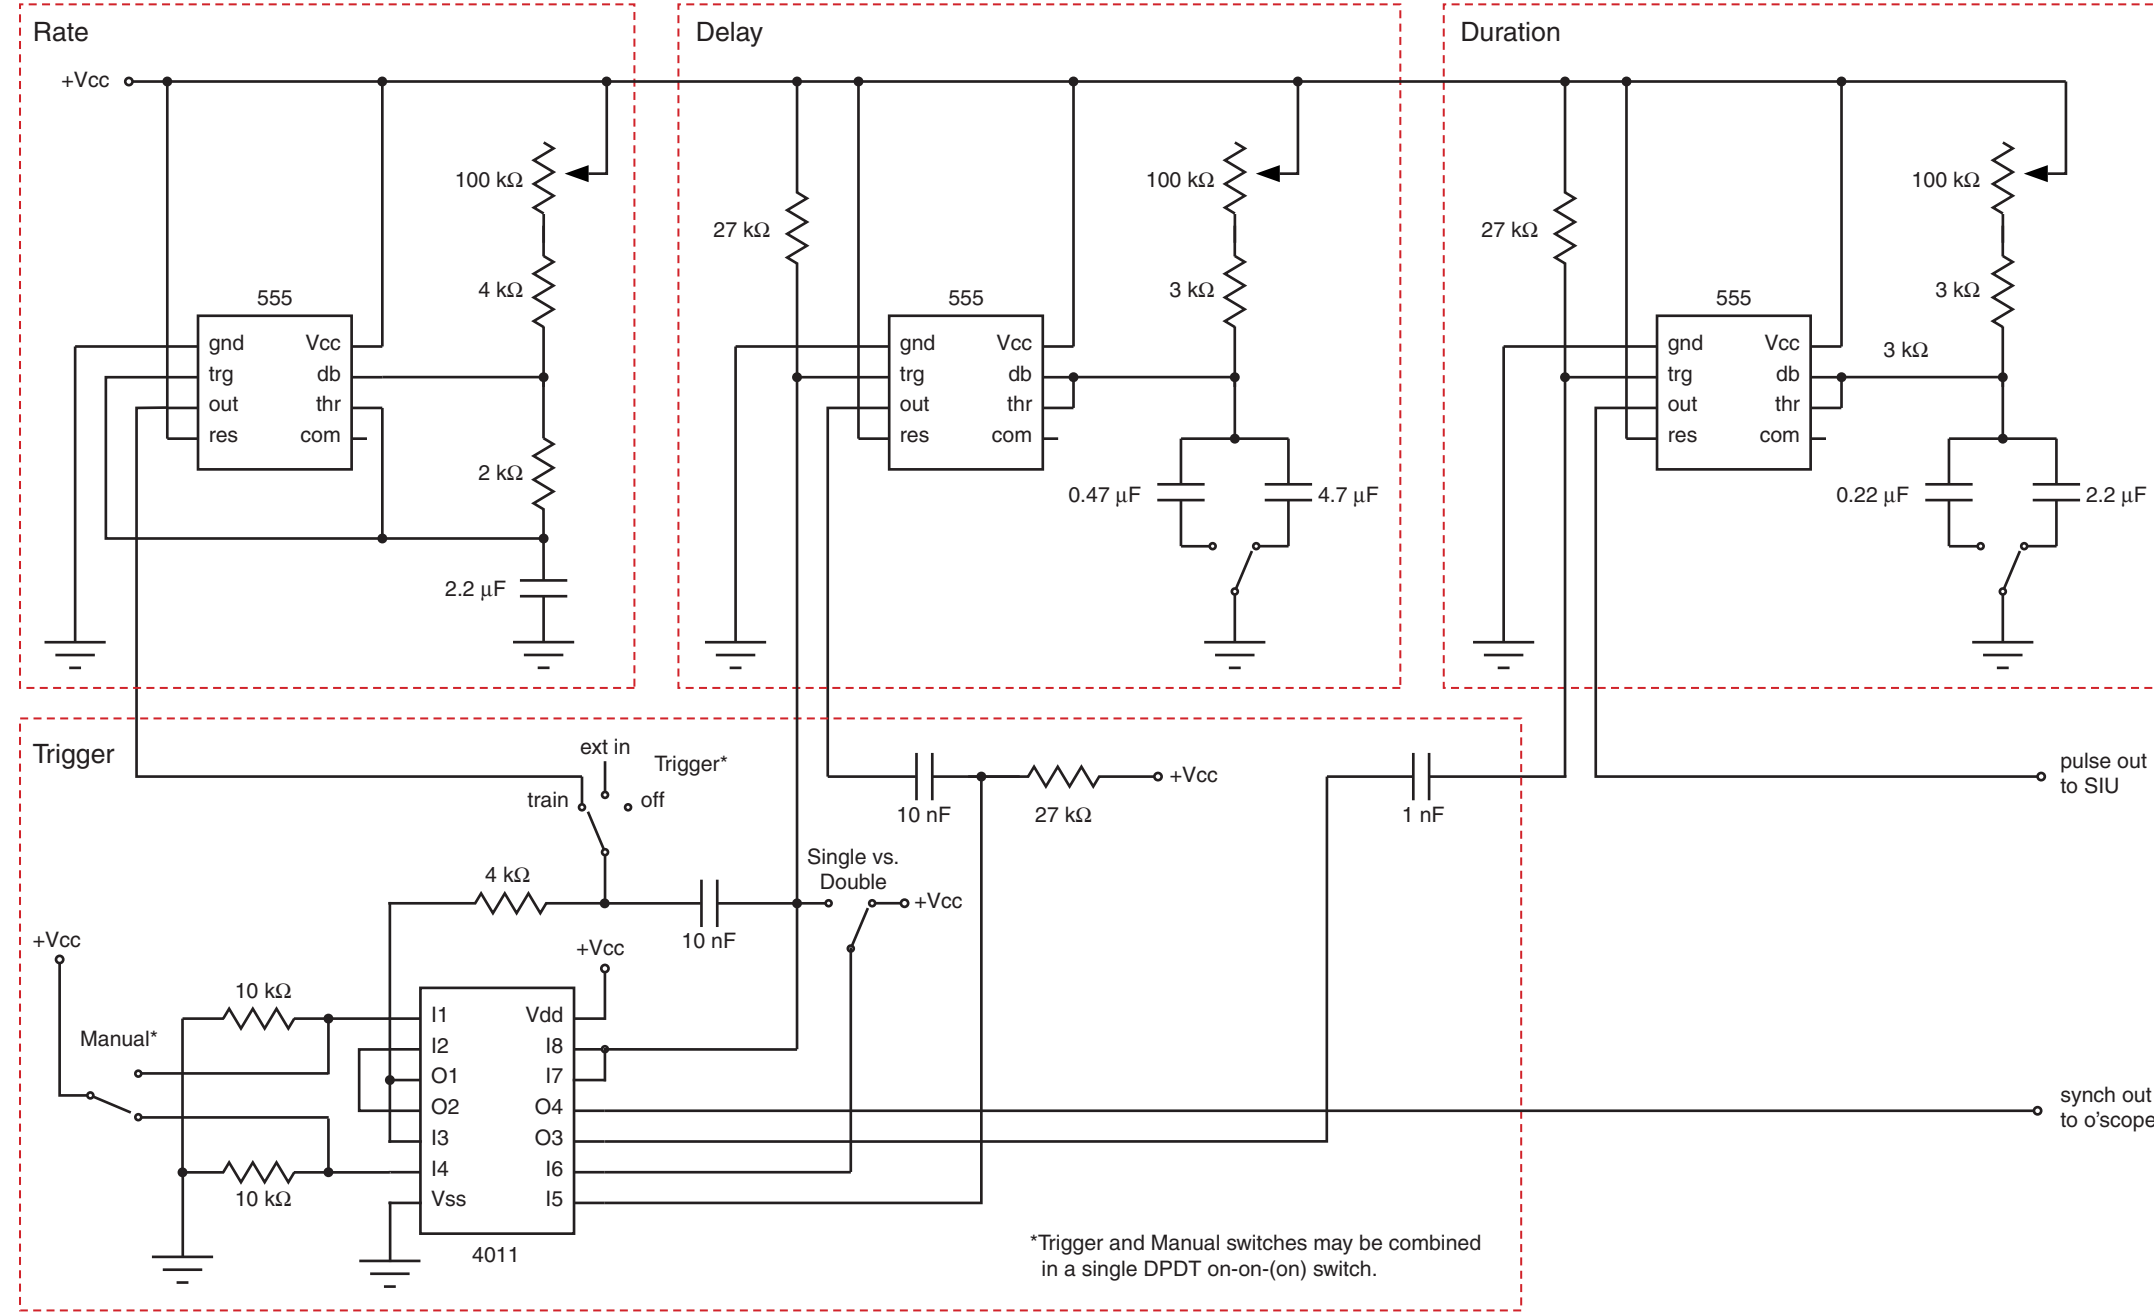 Rate
+Vcc
100 kΩ
4 kΩ
555
gnd
Vcc
trg
db
out
thr
res
com
2 kΩ
2.2 μF
Delay
27 kΩ
100 kΩ
3 kΩ
555
gnd
Vcc
trg
db
out
thr
res
com
0.47 μF
4.7 μF
Duration
27 kΩ
100 kΩ
3 kΩ
555
3 kΩ
gnd
Vcc
trg
db
out
thr
res
com
0.22 μF
2.2 μF
Trigger
ext in
Trigger*
train
off
10 nF
27 kΩ
+Vcc
1 nF
pulse out
to SIU
Single vs.
Double
+Vcc
4 kΩ
10 nF
+Vcc
+Vcc
10 kΩ
Manual*
10 kΩ
I1
Vdd
I2
I8
O1
I7
O2
O4
I3
O3
I4
I6
Vss
I5
4011
synch out
to o'scope
*Trigger and Manual switches may be combined
in a single DPDT on-on-(on) switch.